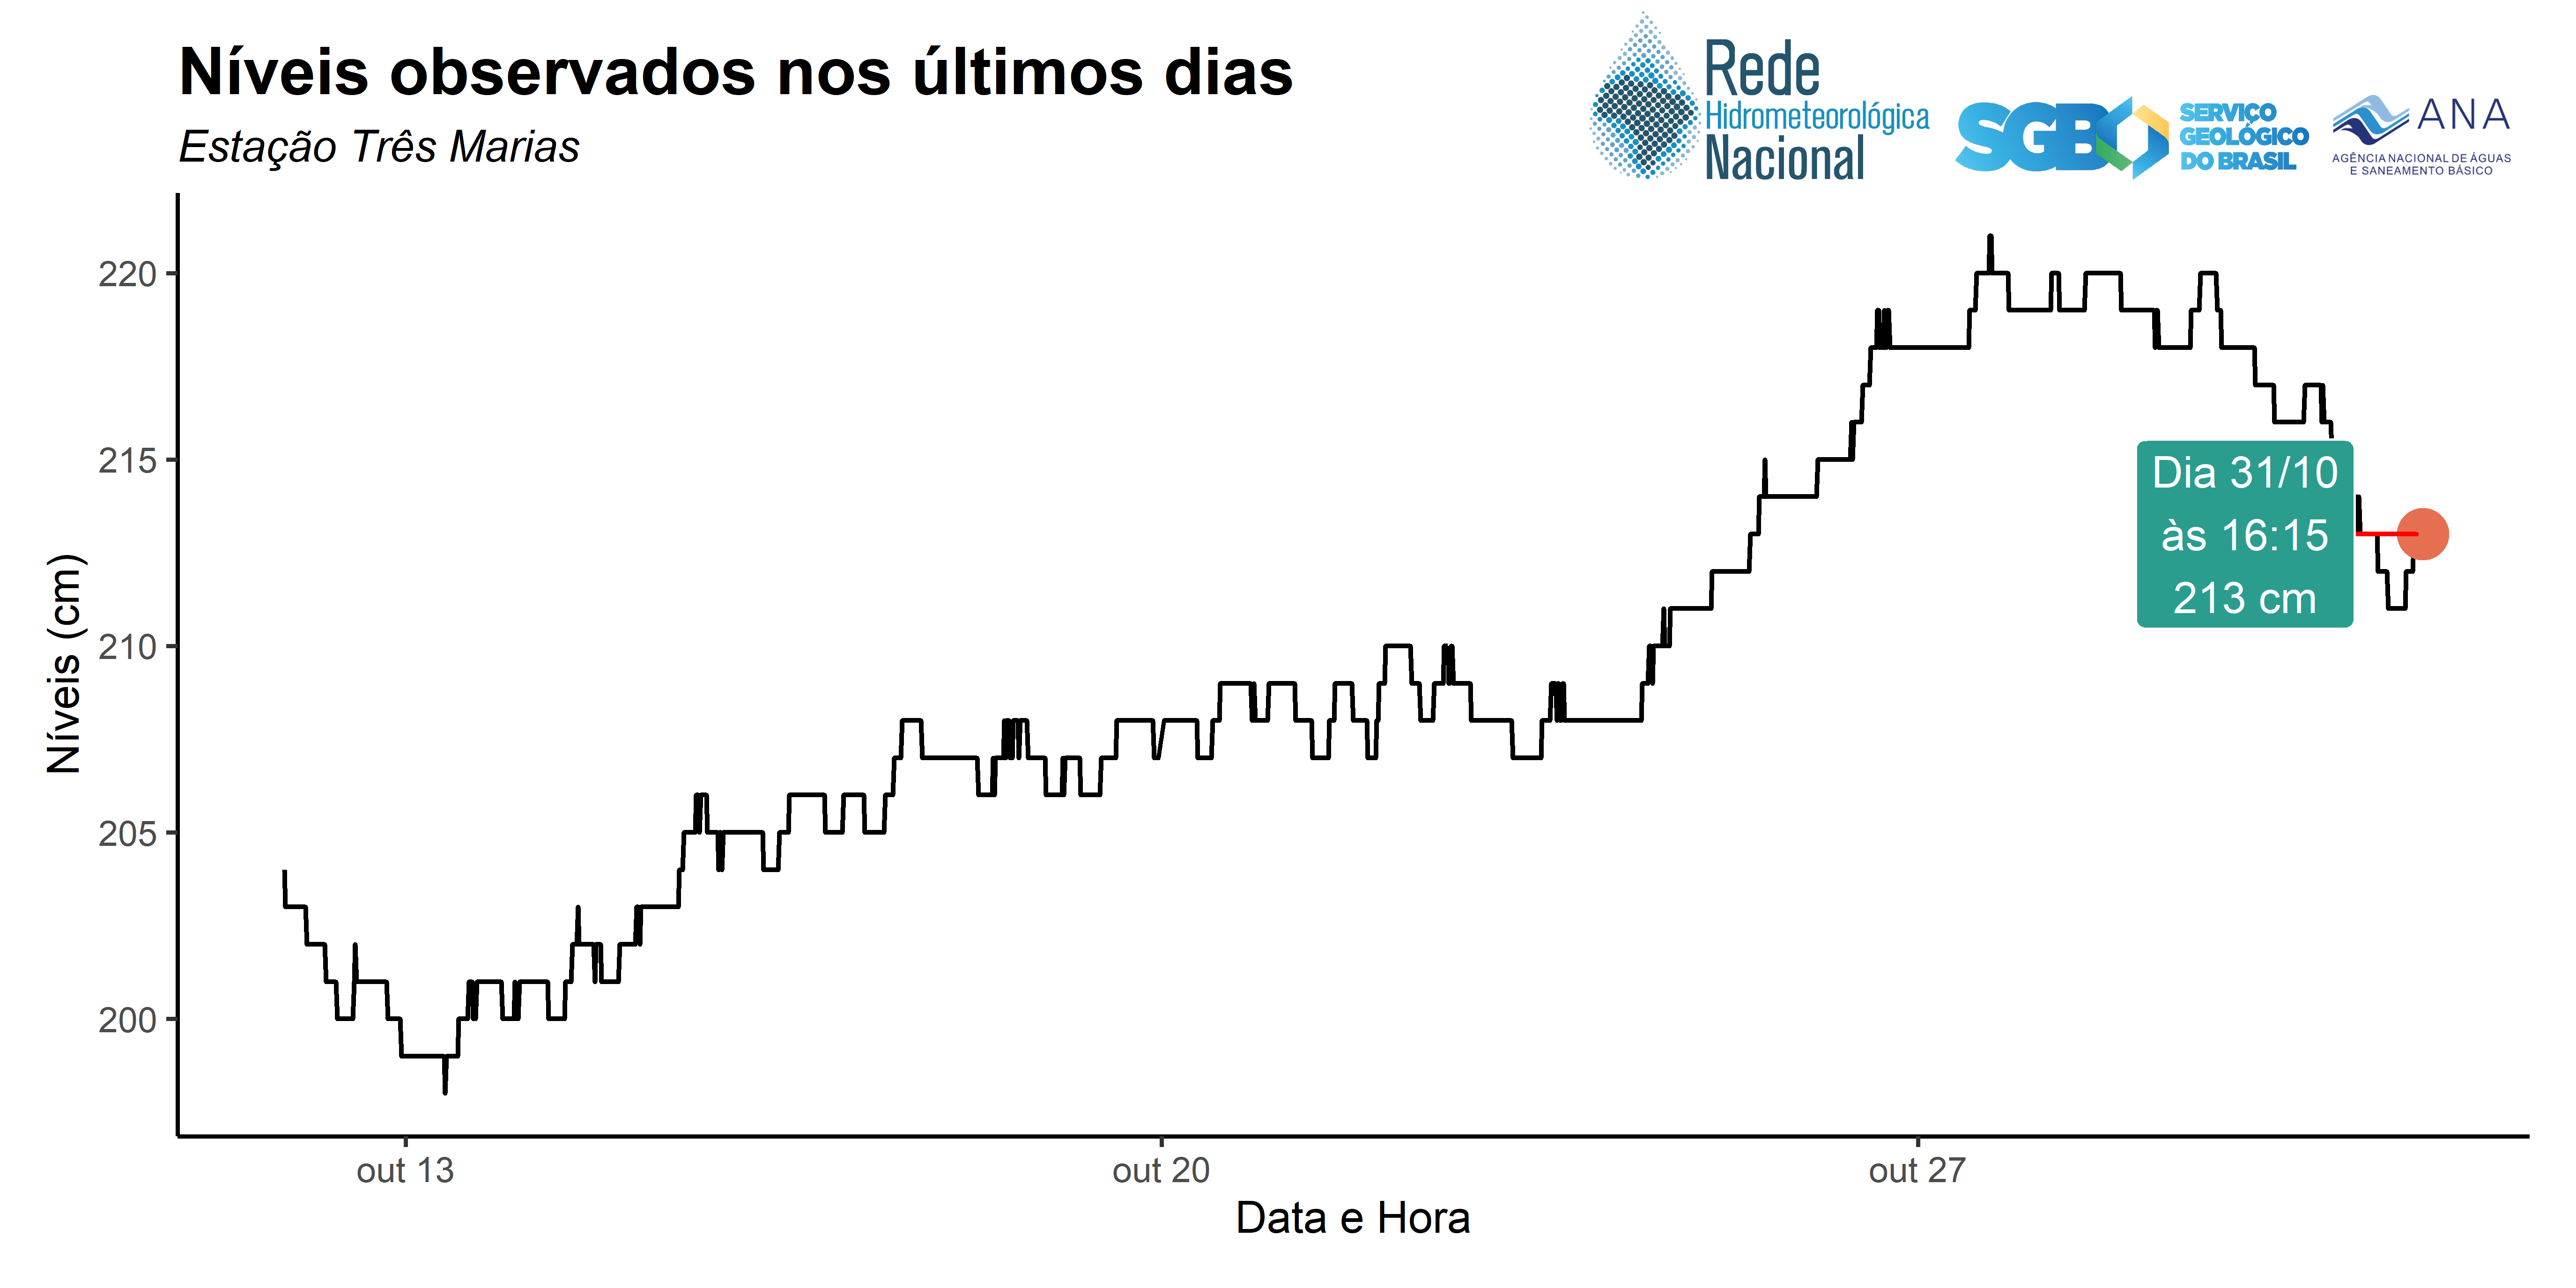 Níveis observados nos últimos dias
Estação Três Marias
Rede
Hidrometeorológica
Nacional
SGB
SERVIÇO
GEOLÓGICO
DO BRASIL
ANA
AGÊNCIA NACIONAL DE ÁGUAS
E SANEAMENTO BÁSICO
Níveis (cm)
220
215
210
205
200
Dia 31/10
às 16:15
213 cm
out 13
out 20
out 27
Data e Hora